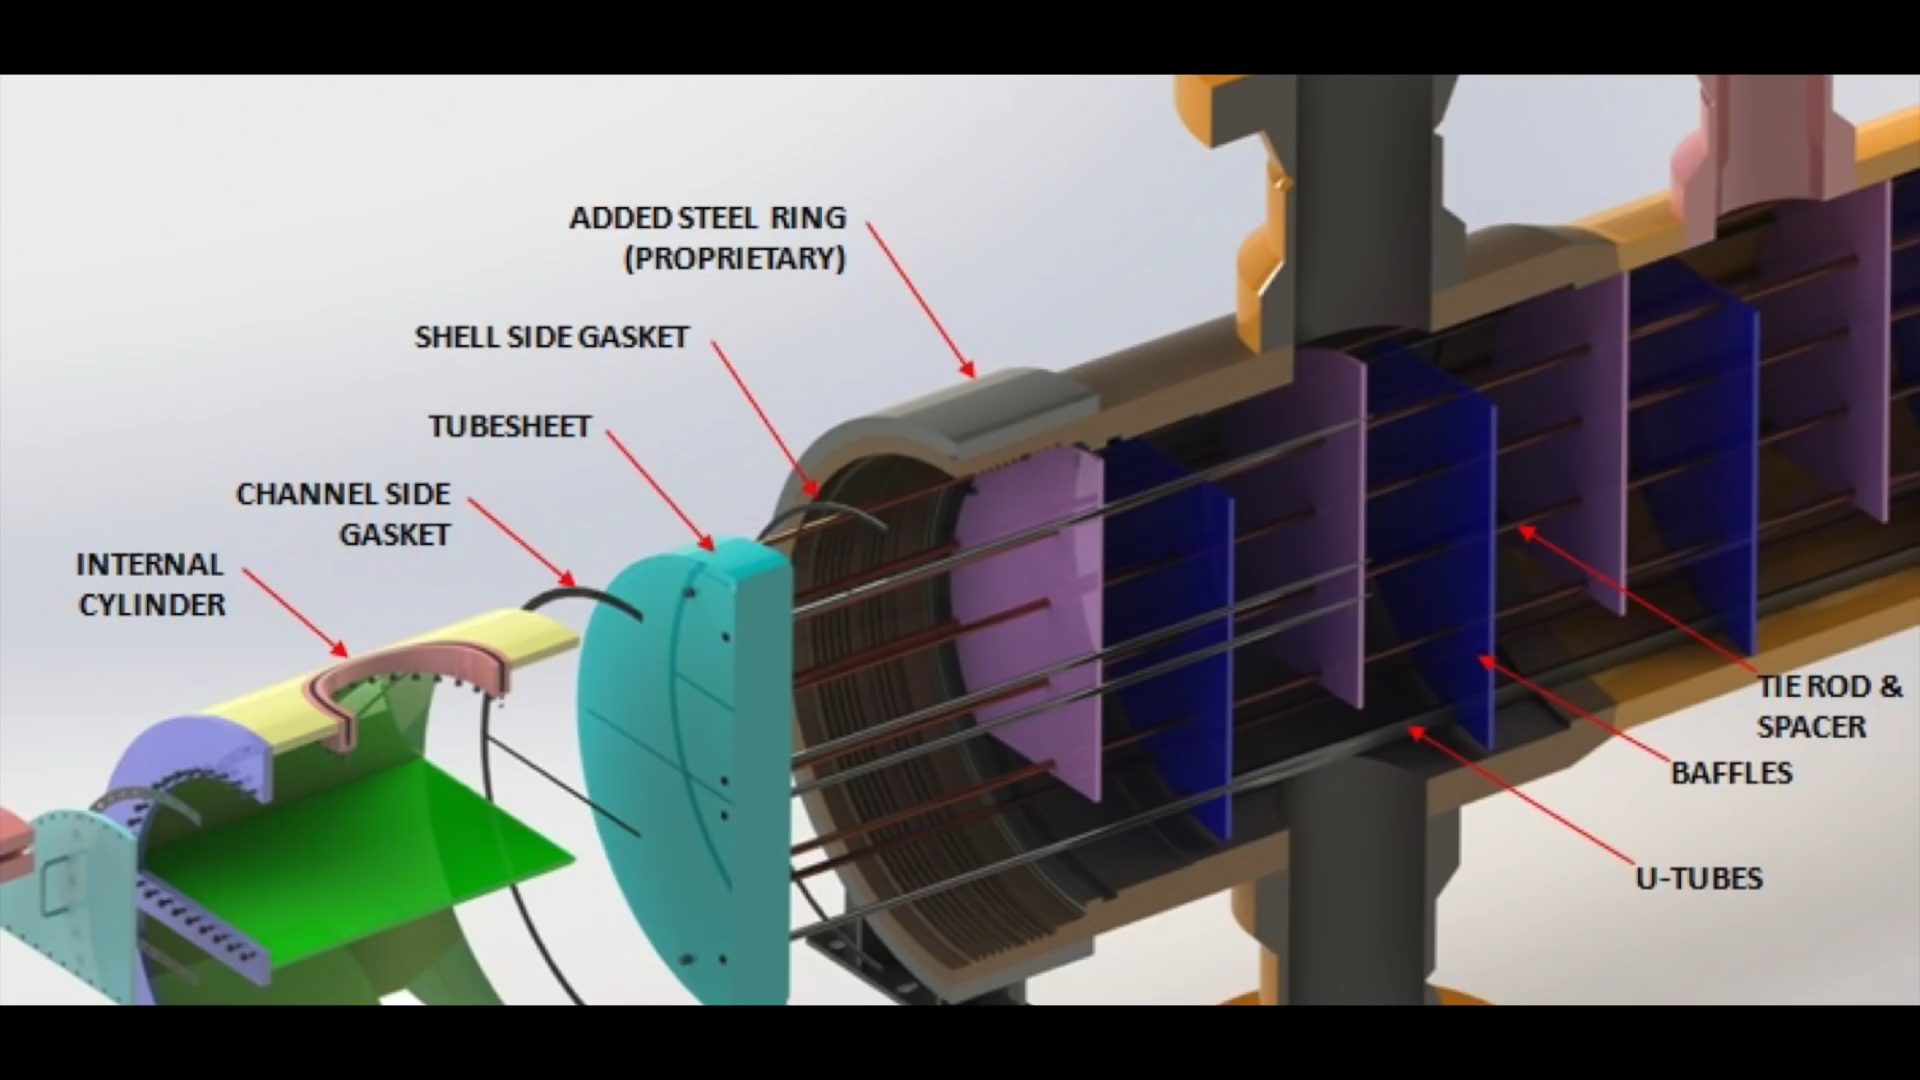 ADDED STEEL RING
(PROPRIETARY)
SHELL SIDE GASKET
TUBESHEET
CHANNEL SIDE
GASKET
INTERNAL
CYLINDER
TIE ROD &
SPACER
BAFFLES
U-TUBES